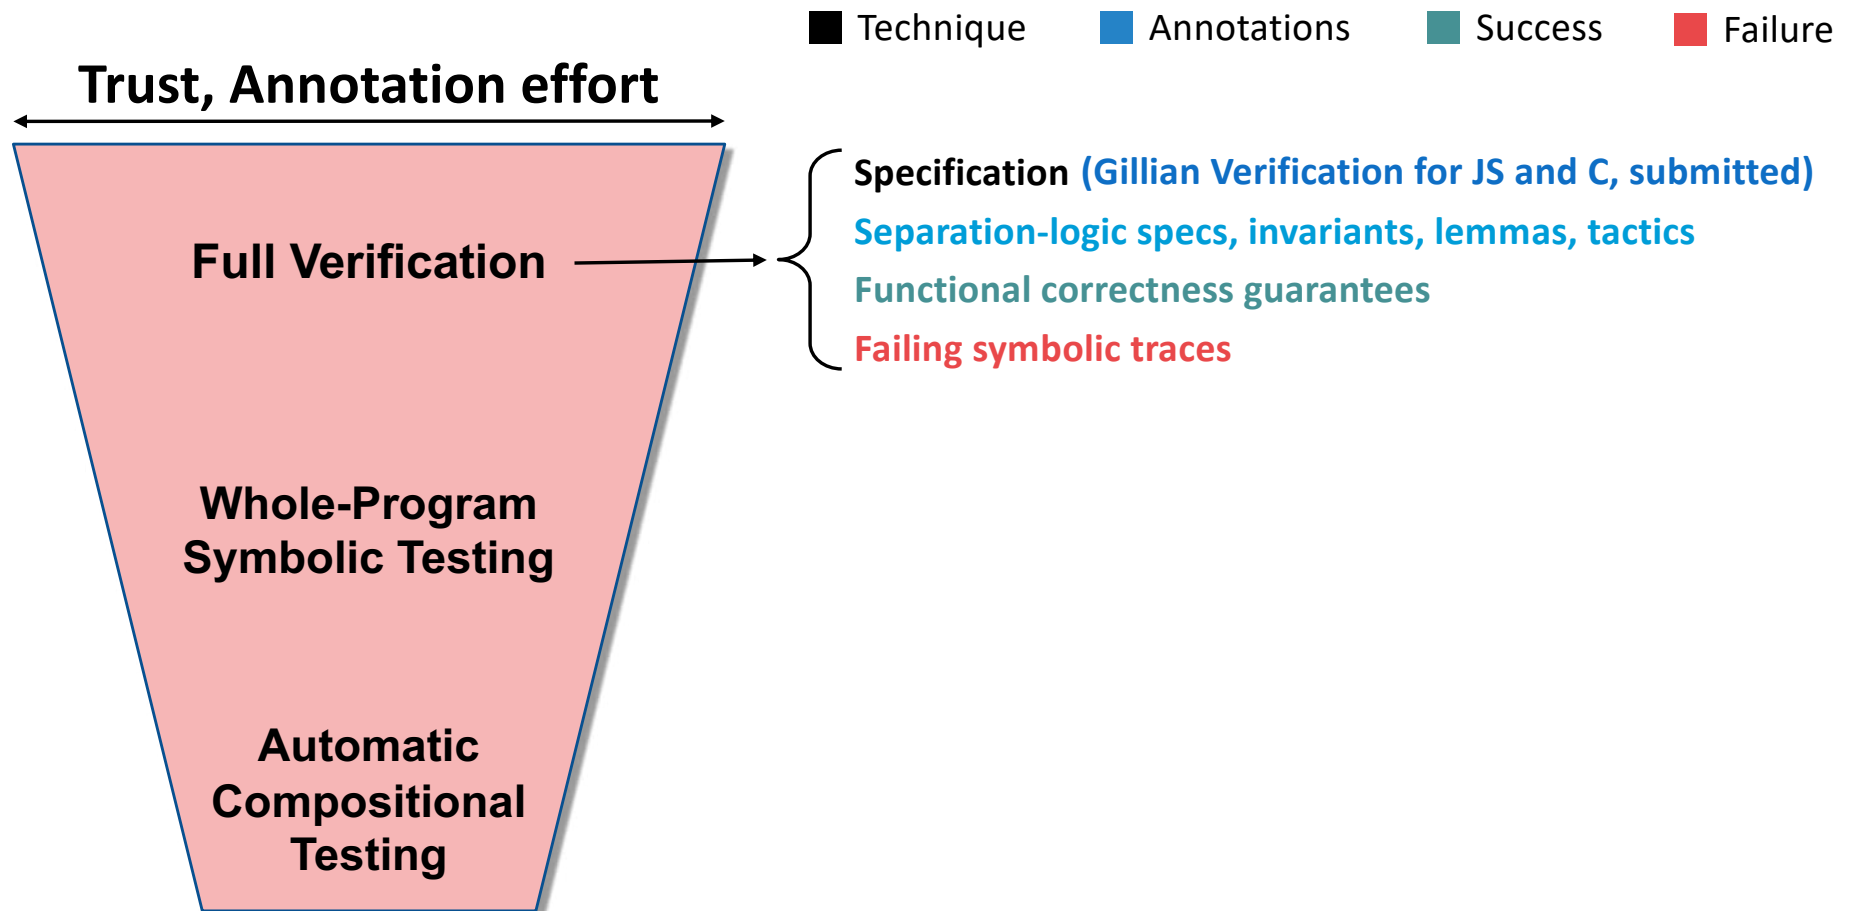 Technique Annotations Success Failure
Trust, Annotation effort
Specification (Gillian Verification for JS and C, submitted)
Separation-logic specs, invariants, lemmas, tactics
Full Verification
Functional correctness guarantees
Failing symbolic traces
Whole-Program
Symbolic Testing
Automatic
Compositional
Testing